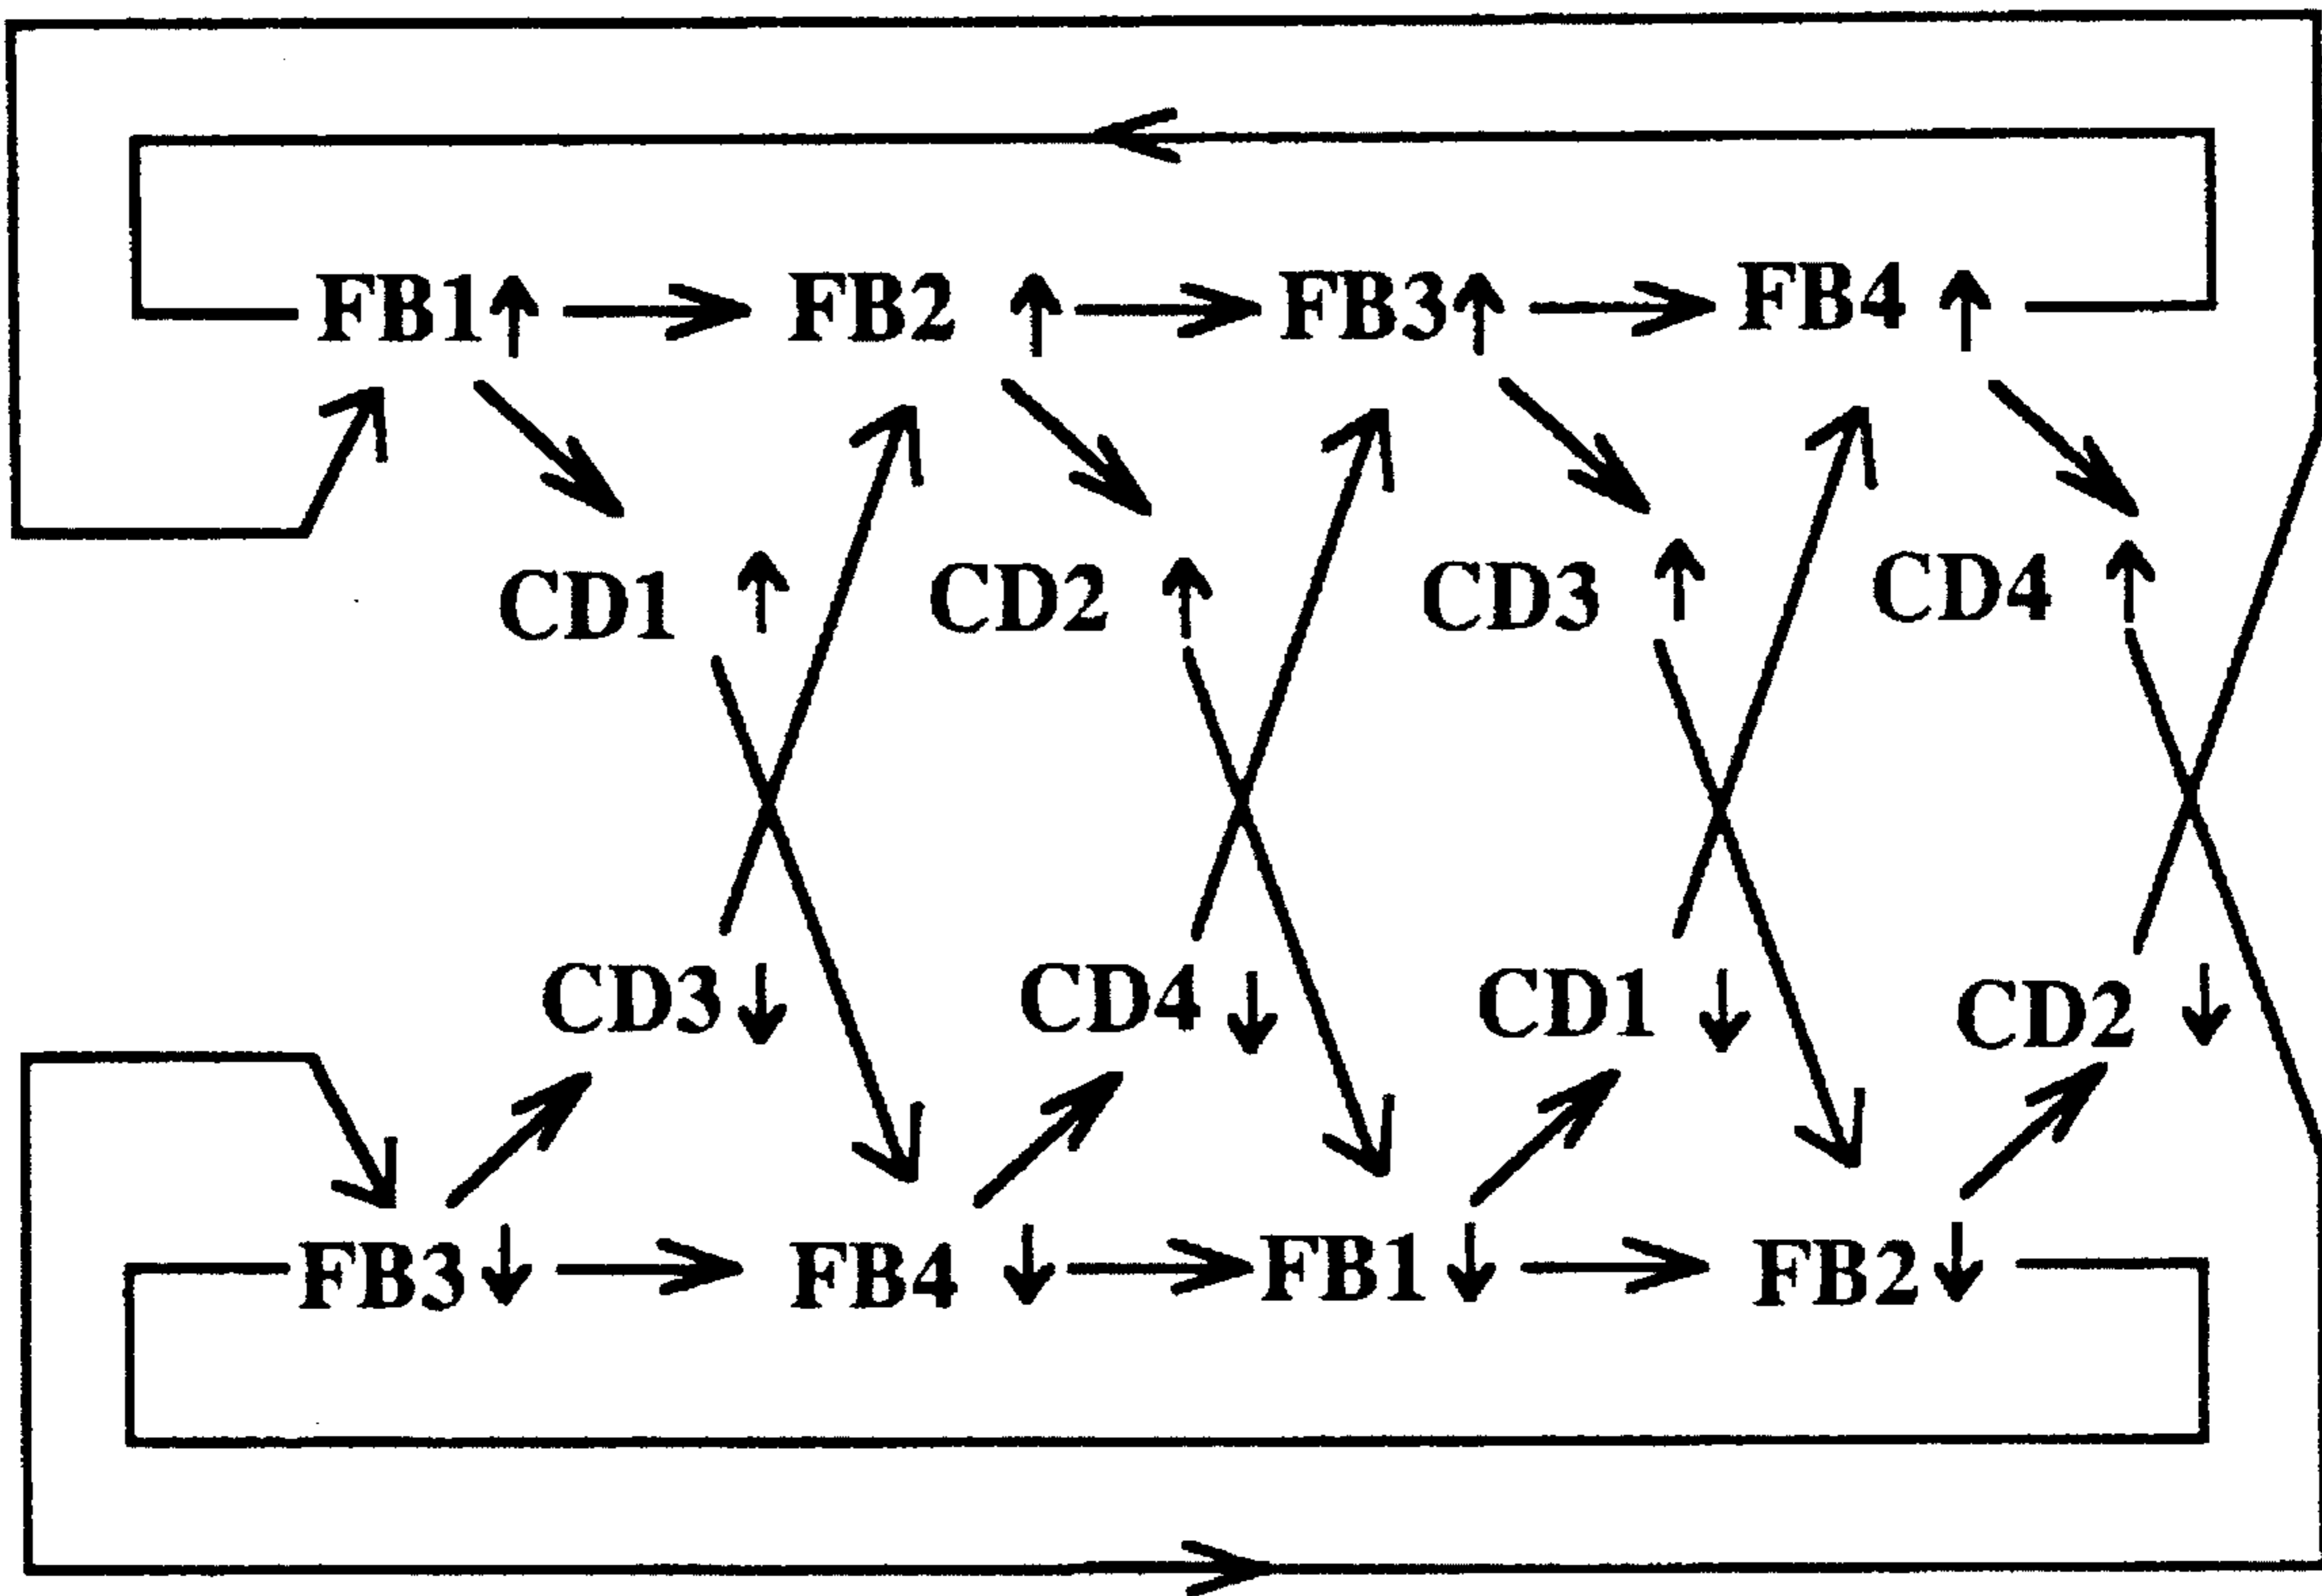 FB1↑ → FB2 ↑ → FB3↑ → FB4 ↑
CD1 ↑ CD2 ↑ CD3 ↑ CD4 ↑
CD3↓ CD4 ↓ CD1 ↓ CD2 ↓
FB3↓ → FB4 ↓ → FB1↓ → FB2↓